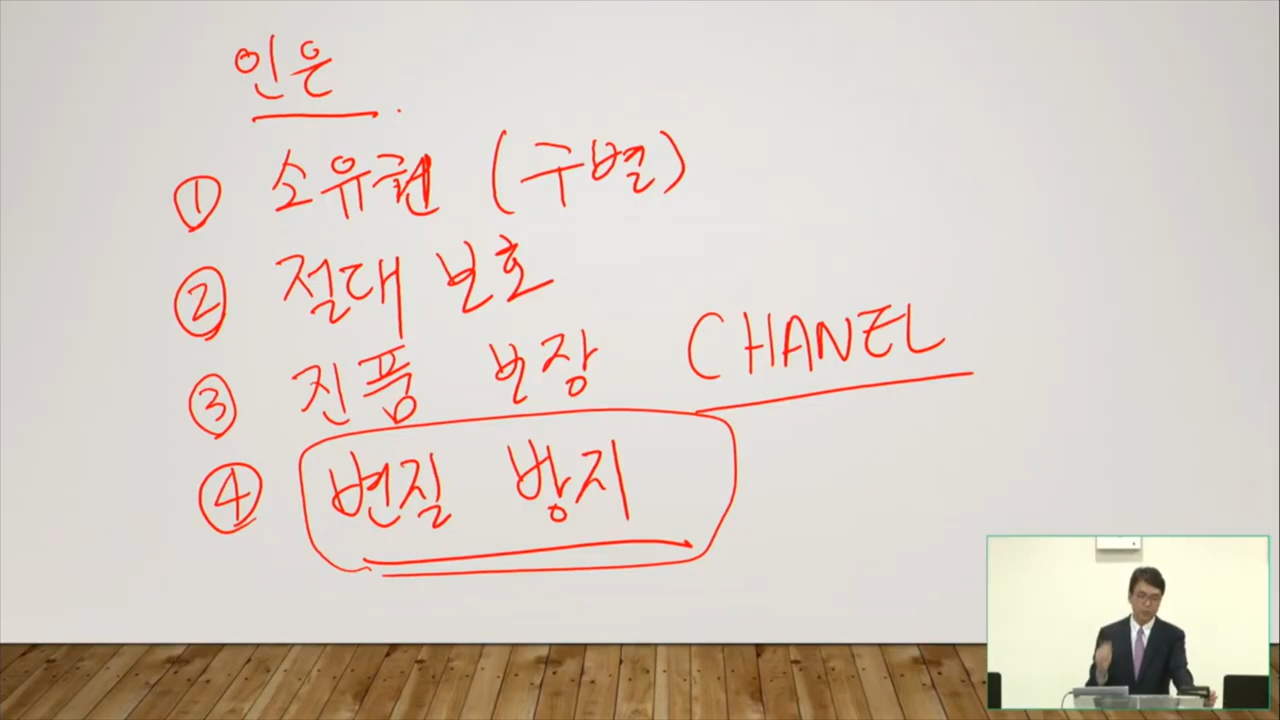 인은
① 소유권 (구별)
② 절대 보호
③ 진품 보장 CHANEL
④ 변질 방지